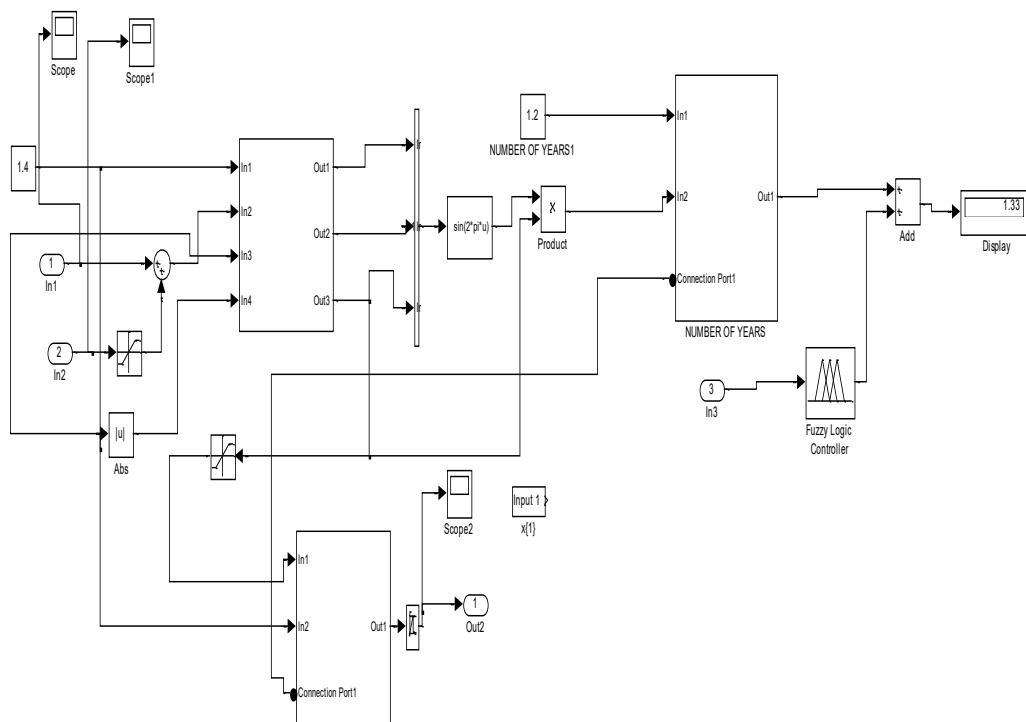 Scope
Scope1
1.4
In1
In2
In3
In4
Out1
Out2
Out3
1
In1
2
In2
|u|
Abs
sin(2*pi*u)
X
Product
1.2
NUMBER OF YEARS1
In1
In2
Out1
Connection Port1
NUMBER OF YEARS
Add
1.33
Display
3
In3
Fuzzy Logic
Controller
Scope2
Input 1
x{1}
In1
In2
Out1
Connection Port1
1
Out2